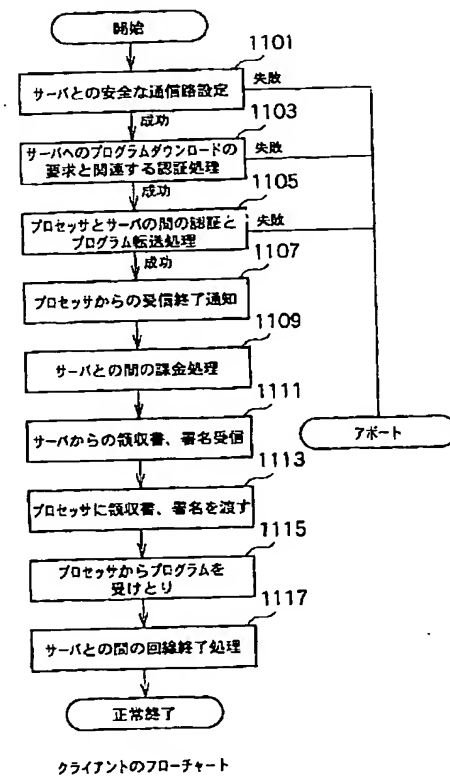 開始
1101
サーバとの安全な通信路設定
失敗
成功
1103
サーバへのプログラムダウンロードの
要求と関連する認証処理
失敗
成功
1105
プロセッサとサーバの間の認証と
プログラム転送処理
失敗
成功
1107
プロセッサからの受信終了通知
1109
サーバとの間の課金処理
1111
サーバからの領収書、署名受信
アボート
1113
プロセッサに領収書、署名を渡す
1115
プロセッサからプログラムを
受けとり
1117
サーバとの間の回線終了処理
正常終了
クライアントのフローチャート